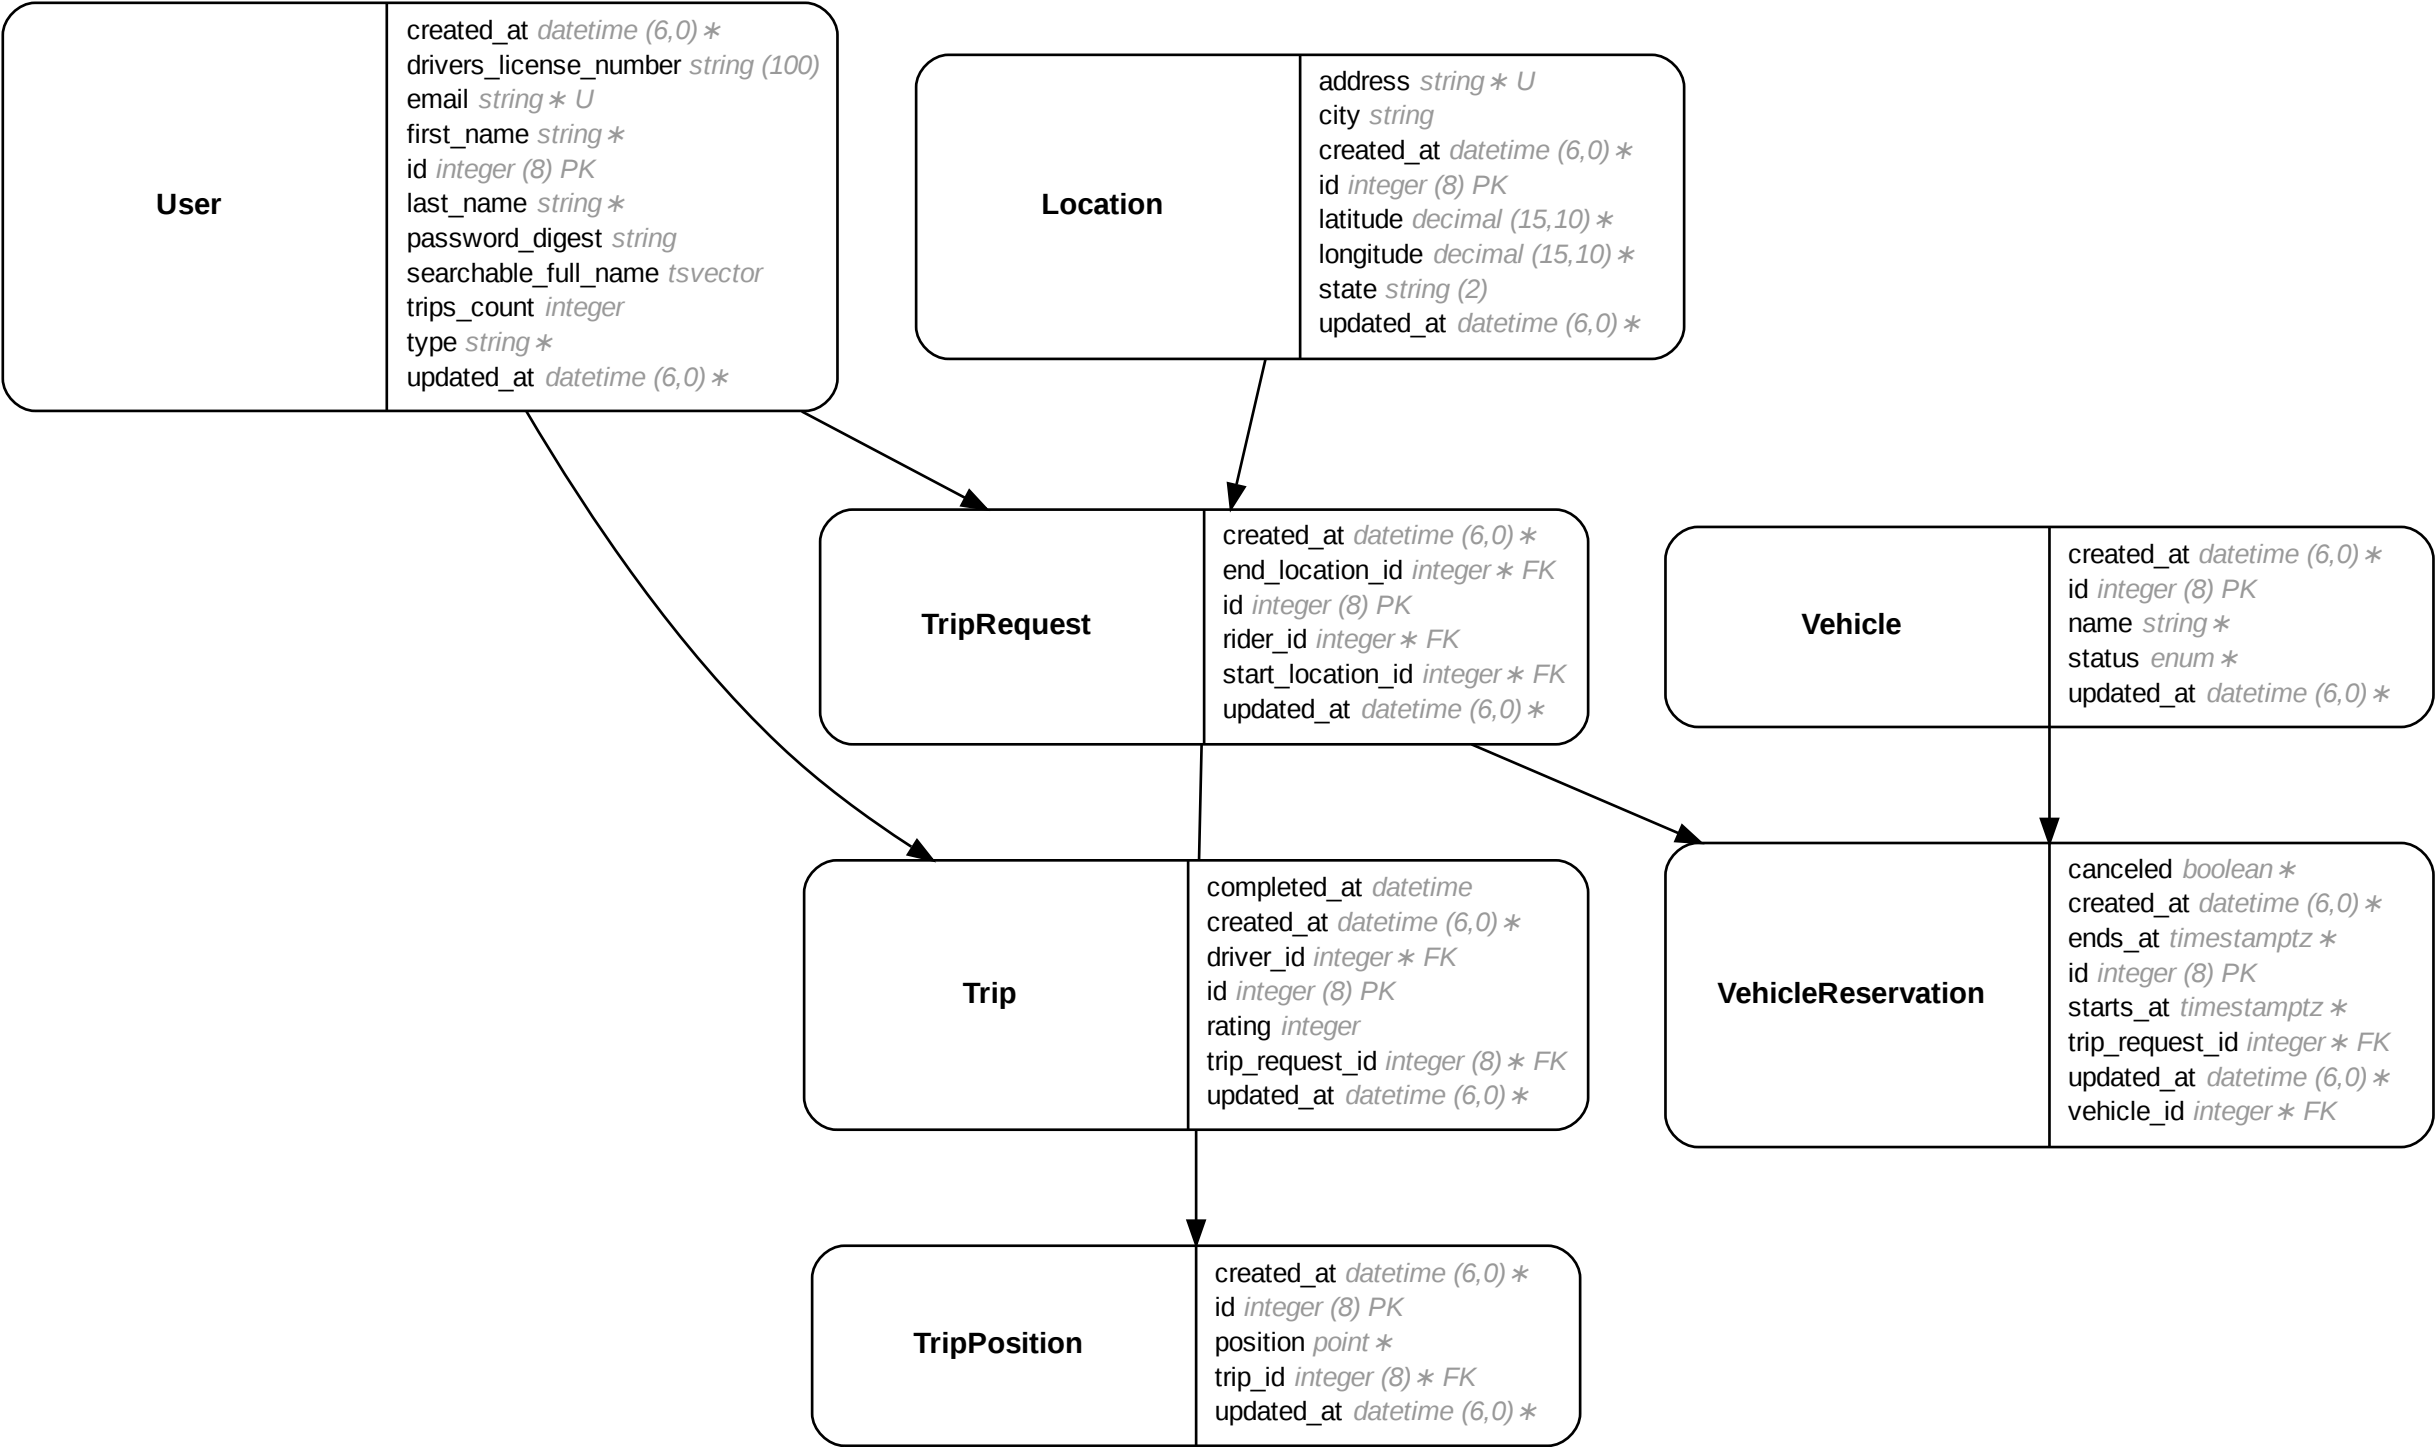 User
created_at datetime (6,0) ∗
drivers_license_number string (100)
email string ∗ U
first_name string ∗
id integer (8) PK
last_name string ∗
password_digest string
searchable_full_name tsvector
trips_count integer
type string ∗
updated_at datetime (6,0) ∗
Location
address string ∗ U
city string
created_at datetime (6,0) ∗
id integer (8) PK
latitude decimal (15,10) ∗
longitude decimal (15,10) ∗
state string (2)
updated_at datetime (6,0) ∗
TripRequest
created_at datetime (6,0) ∗
end_location_id integer ∗ FK
id integer (8) PK
rider_id integer ∗ FK
start_location_id integer ∗ FK
updated_at datetime (6,0) ∗
Vehicle
created_at datetime (6,0) ∗
id integer (8) PK
name string ∗
status enum ∗
updated_at datetime (6,0) ∗
Trip
completed_at datetime
created_at datetime (6,0) ∗
driver_id integer ∗ FK
id integer (8) PK
rating integer
trip_request_id integer (8) ∗ FK
updated_at datetime (6,0) ∗
VehicleReservation
canceled boolean ∗
created_at datetime (6,0) ∗
ends_at timestamptz ∗
id integer (8) PK
starts_at timestamptz ∗
trip_request_id integer ∗ FK
updated_at datetime (6,0) ∗
vehicle_id integer ∗ FK
TripPosition
created_at datetime (6,0) ∗
id integer (8) PK
position point ∗
trip_id integer (8) ∗ FK
updated_at datetime (6,0) ∗